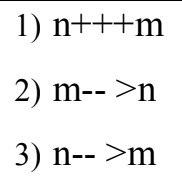 1) n+++m
2) m-- >n
3) n-- >m